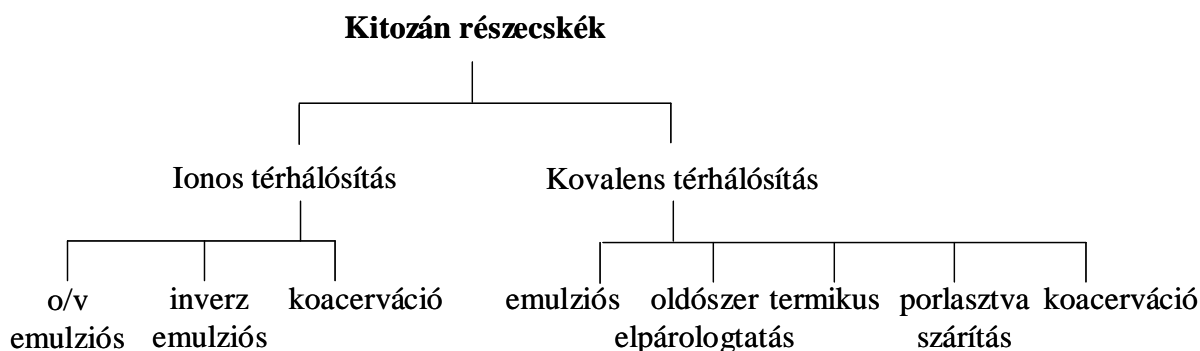 Kitozán részecskék
Ionos térhálósítás
Kovalens térhálósítás
o/v
emulziós
inverz
emulziós
koacerváció
emulziós
oldószer
elpárologtatás
termikus
porlasztva
szárítás
koacerváció